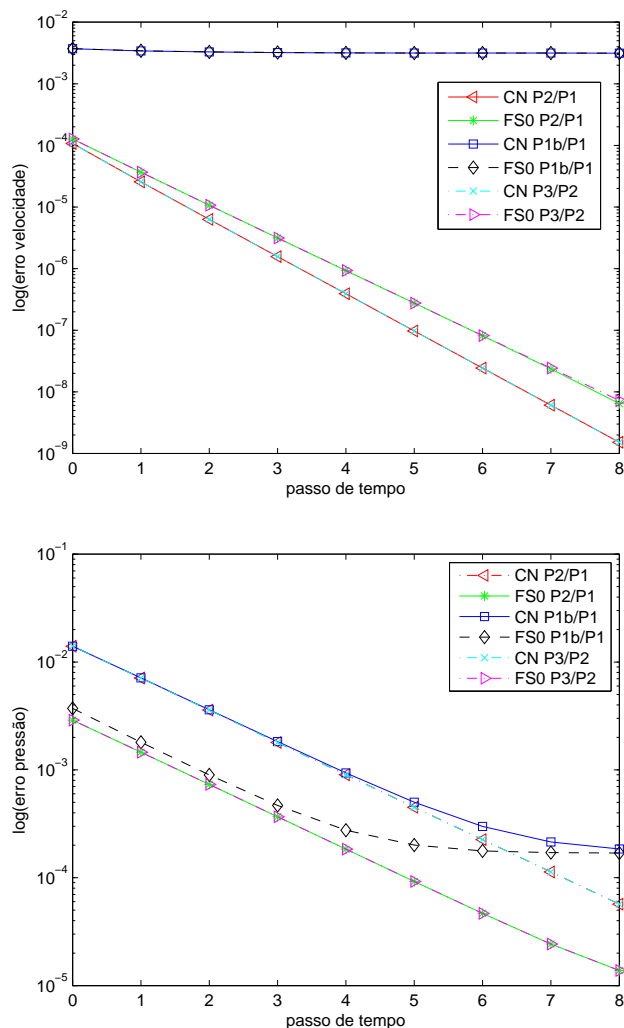 10−2
10−3
10−4
10−5
10−6
10−7
10−8
10−9
log(erro velocidade)
CN P2/P1
FS0 P2/P1
CN P1b/P1
FS0 P1b/P1
CN P3/P2
FS0 P3/P2
0 1 2 3 4 5 6 7 8
passo de tempo
10−1
10−2
10−3
10−4
10−5
log(erro pressão)
CN P2/P1
FS0 P2/P1
CN P1b/P1
FS0 P1b/P1
CN P3/P2
FS0 P3/P2
0 1 2 3 4 5 6 7 8
passo de tempo